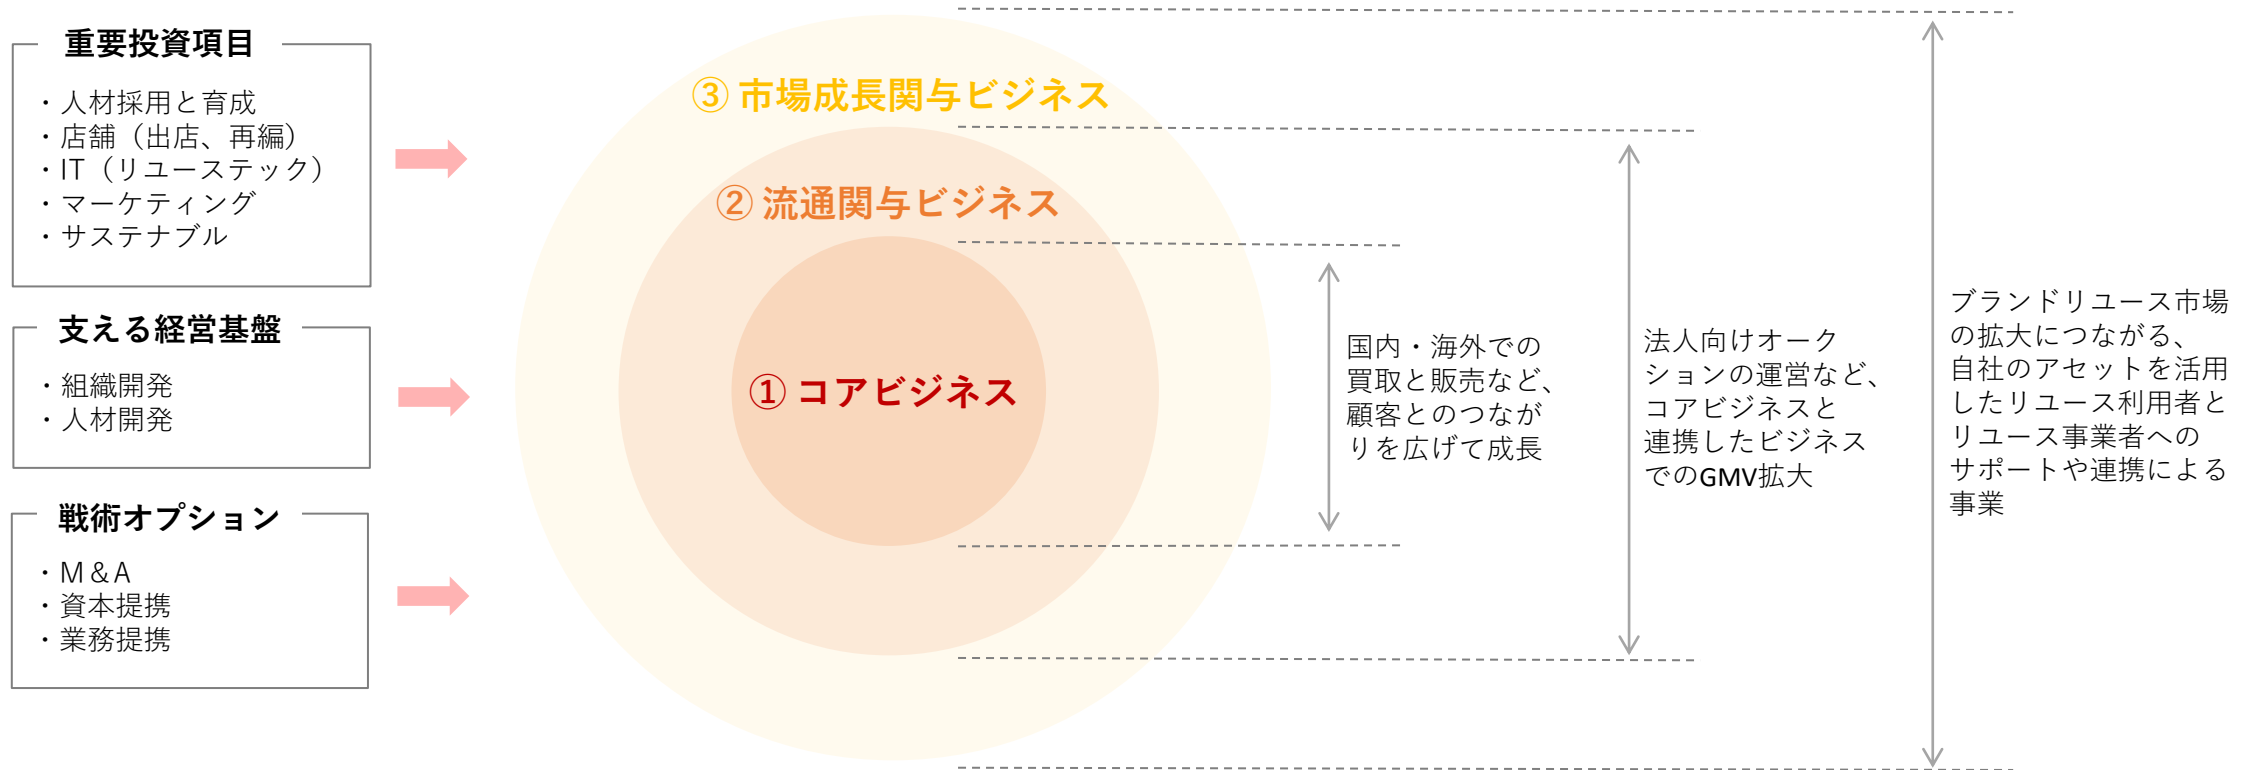 重要投資項目
・人材採用と育成
・店舗（出店、再編）
・IT（リユーステック）
・マーケティング
・サステナブル
支える経営基盤
・組織開発
・人材開発
戦術オプション
・M＆A
・資本提携
・業務提携
③ 市場成長関与ビジネス
② 流通関与ビジネス
① コアビジネス
国内・海外での
買取と販売など、
顧客とのつなが
りを広げて成長
法人向けオーク
ションの運営など、
コアビジネスと
連携したビジネス
でのGMV拡大
ブランドリユース市場
の拡大につながる、
自社のアセットを活用
したリユース利用者と
リユース事業者への
サポートや連携による
事業